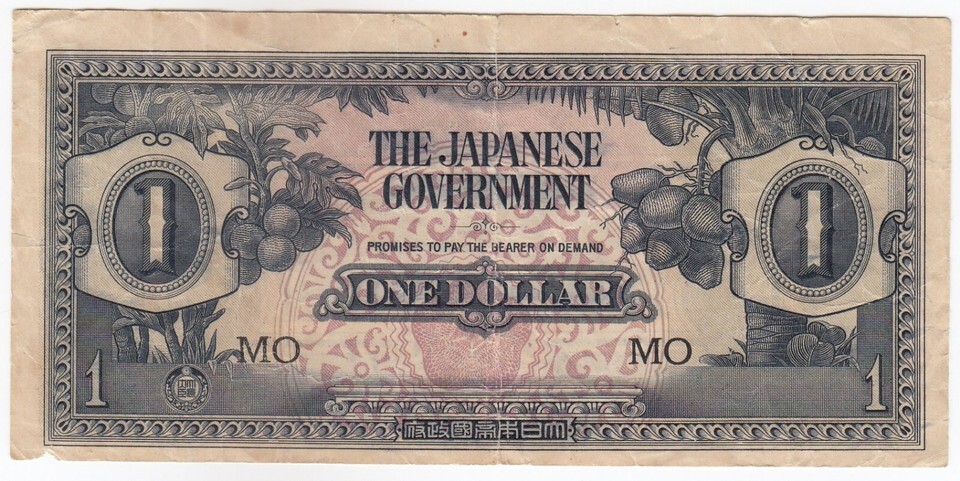 THE JAPANESE
GOVERNMENT
PROMISES TO PAY THE BEARER ON DEMAND
1
1
ONE DOLLAR
MO
MO
1
1
府政國帝本日大